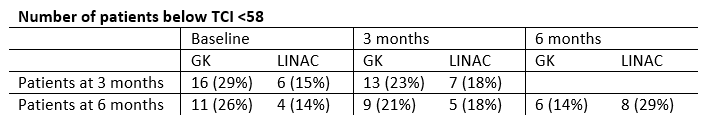 Number of patients below TCI <58
Baseline 3 months 6 months
GK LINAC GK LINAC GK LINAC
Patients at 3 months 16 (29%) 6 (15%) 13 (23%) 7 (18%)
Patients at 6 months 11 (26%) 4 (14%) 9 (21%) 5 (18%) 6 (14%) 8 (29%)